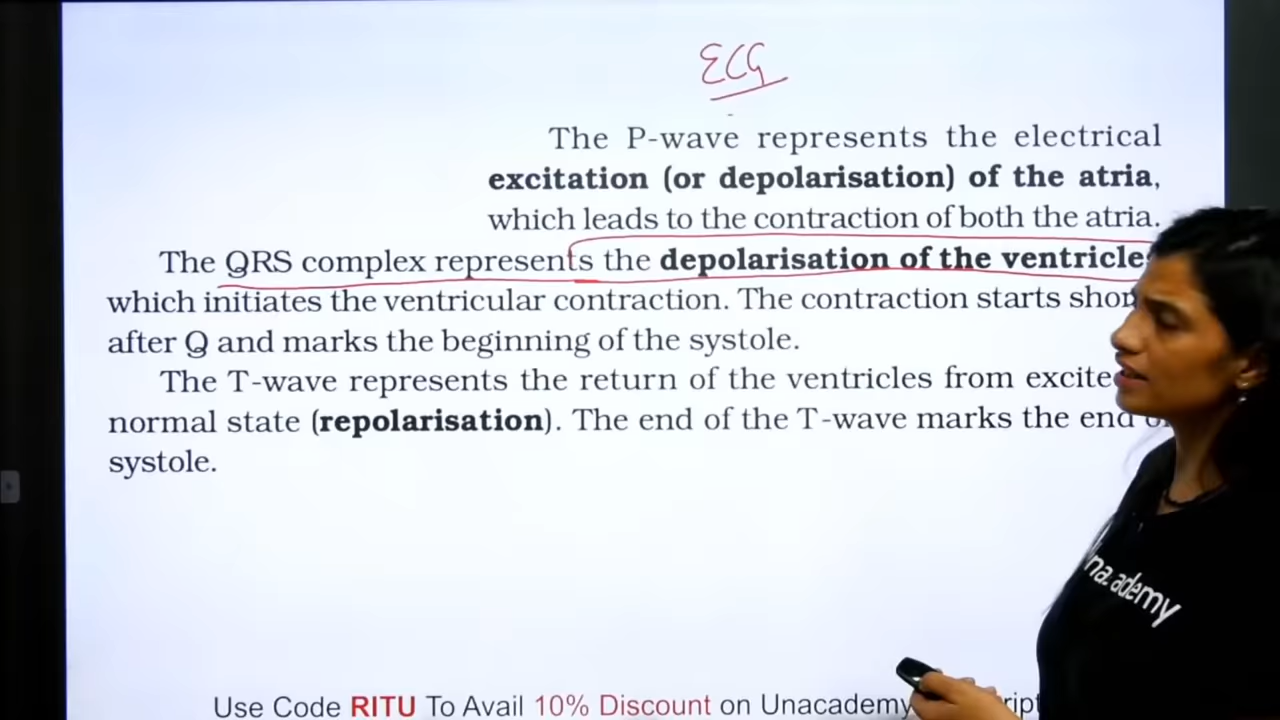 ECG
The P-wave represents the electrical
excitation (or depolarisation) of the atria,
which leads to the contraction of both the atria.
The QRS complex represents the depolarisation of the ventricle
which initiates the ventricular contraction. The contraction starts
after Q and marks the beginning of the systole.
The T-wave represents the return of the ventricles from
normal state (repolarisation). The end of the T-wave marks the end
systole.
Use Code RITU To Avail 10% Discount on Unacademy